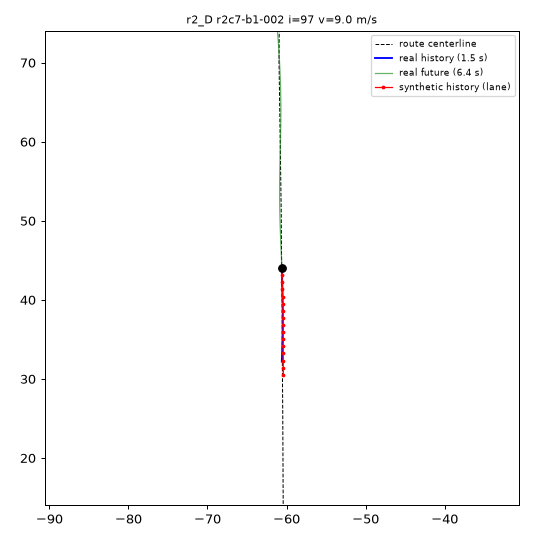 r2_D r2c7-b1-002 i=97 v=9.0 m/s
route centerline
real history (1.5 s)
real future (6.4 s)
synthetic history (lane)
70
60
50
40
30
20
−90 −80 −70 −60 −50 −40